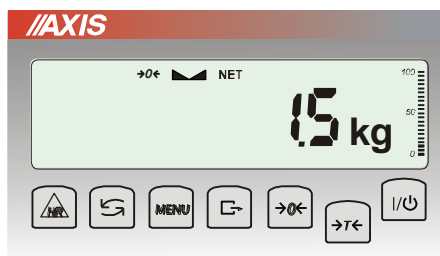 //AXIS
→0← NET
100
50
0
1.5 kg
HR MENU →0← →T← I/⏻